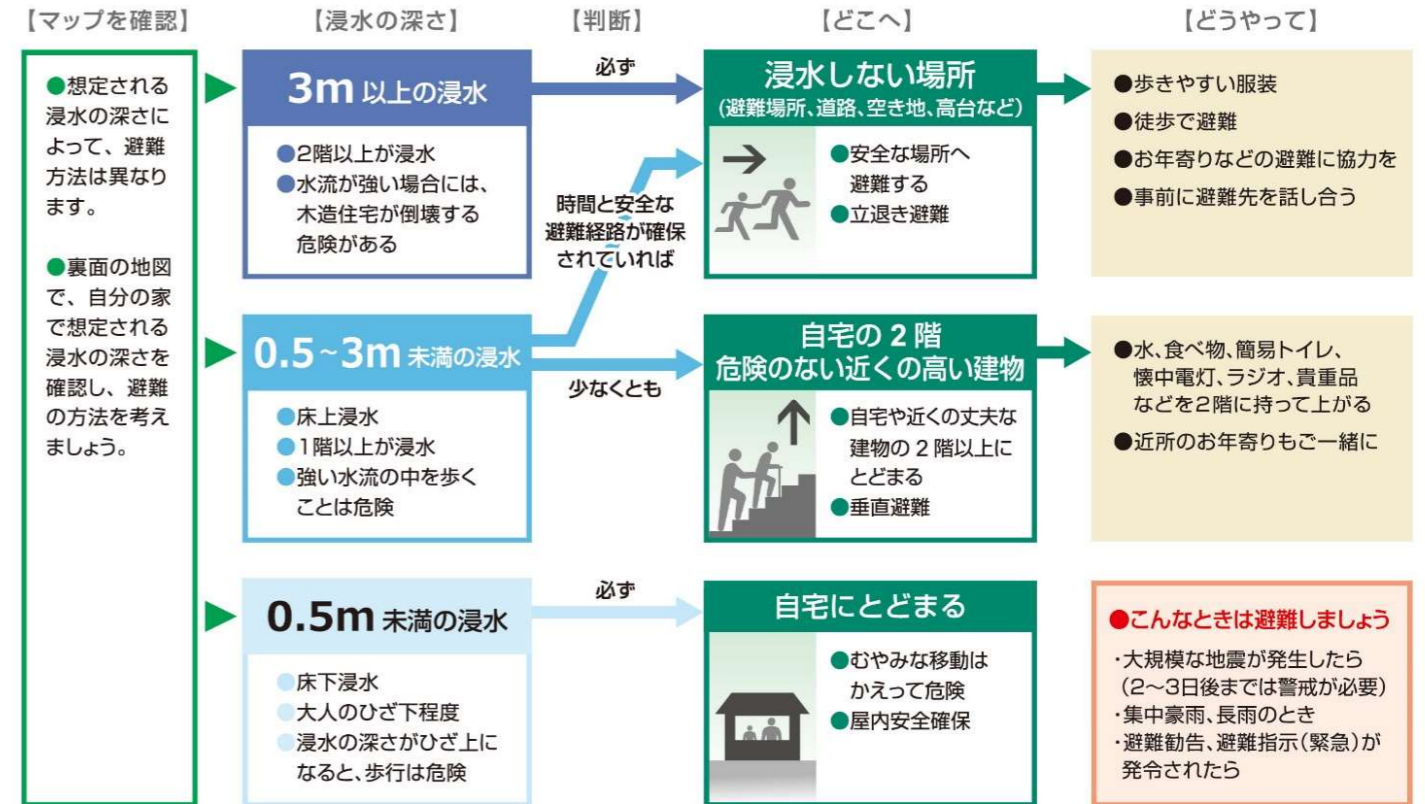 【マップを確認】
【浸水の深さ】
【判断】
【どこへ】
【どうやって】
●想定される
浸水の深さに
よって、避難
方法は異なり
ます。
●裏面の地図
で、自分の家
で想定される
浸水の深さを
確認し、避難
の方法を考え
ましょう。
3m 以上の浸水
●2階以上が浸水
●水流が強い場合には、
木造住宅が倒壊する
危険がある
必ず
浸水しない場所
(避難場所、道路、空き地、高台など)
●安全な場所へ
避難する
●立退き避難
●歩きやすい服装
●徒歩で避難
●お年寄りなどの避難に協力を
●事前に避難先を話し合う
時間と安全な
避難経路が確保
されていれば
0.5~3m 未満の浸水
●床上浸水
●1階以上が浸水
●強い水流の中を歩く
ことは危険
少なくとも
自宅の2階
危険のない近くの高い建物
●自宅や近くの丈夫な
建物の2階以上に
とどまる
●垂直避難
●水、食べ物、簡易トイレ、
懐中電灯、ラジオ、貴重品
などを2階に持って上がる
●近所のお年寄りもご一緒に
0.5m 未満の浸水
●床下浸水
●大人のひざ下程度
●浸水の深さがひざ上に
なると、歩行は危険
必ず
自宅にとどまる
●むやみな移動は
かえって危険
●屋内安全確保
●こんなときは避難しましょう
・大規模な地震が発生したら
(2〜3日後までは警戒が必要)
・集中豪雨、長雨のとき
・避難勧告、避難指示(緊急)が
発令されたら